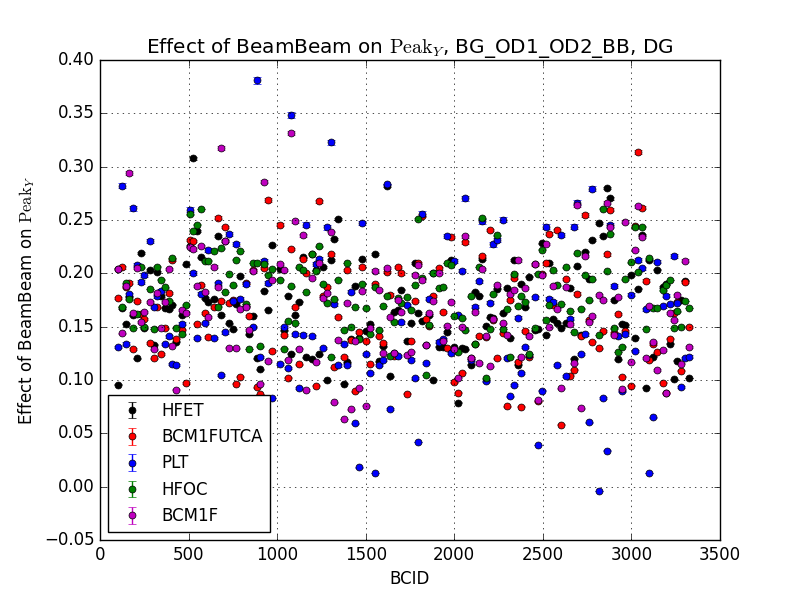 Effect of BeamBeam on Peak_Y, BG_OD1_OD2_BB, DG
Effect of BeamBeam on Peak_Y
0.40
0.35
0.30
0.25
0.20
0.15
0.10
0.05
0.00
−0.05
HFET
BCM1FUTCA
PLT
HFOC
BCM1F
0 500 1000 1500 2000 2500 3000 3500
BCID